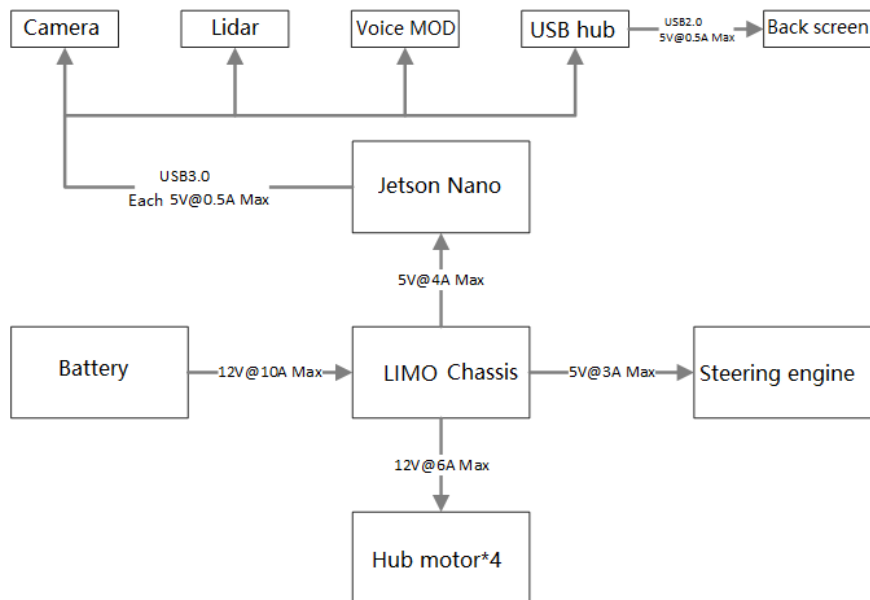 Camera
Lidar
Voice MOD
USB hub
USB2.0
5V@0.5A Max
Back screen
USB3.0
Each 5V@0.5A Max
Jetson Nano
5V@4A Max
Battery
12V@10A Max
LIMO Chassis
5V@3A Max
Steering engine
12V@6A Max
Hub motor*4